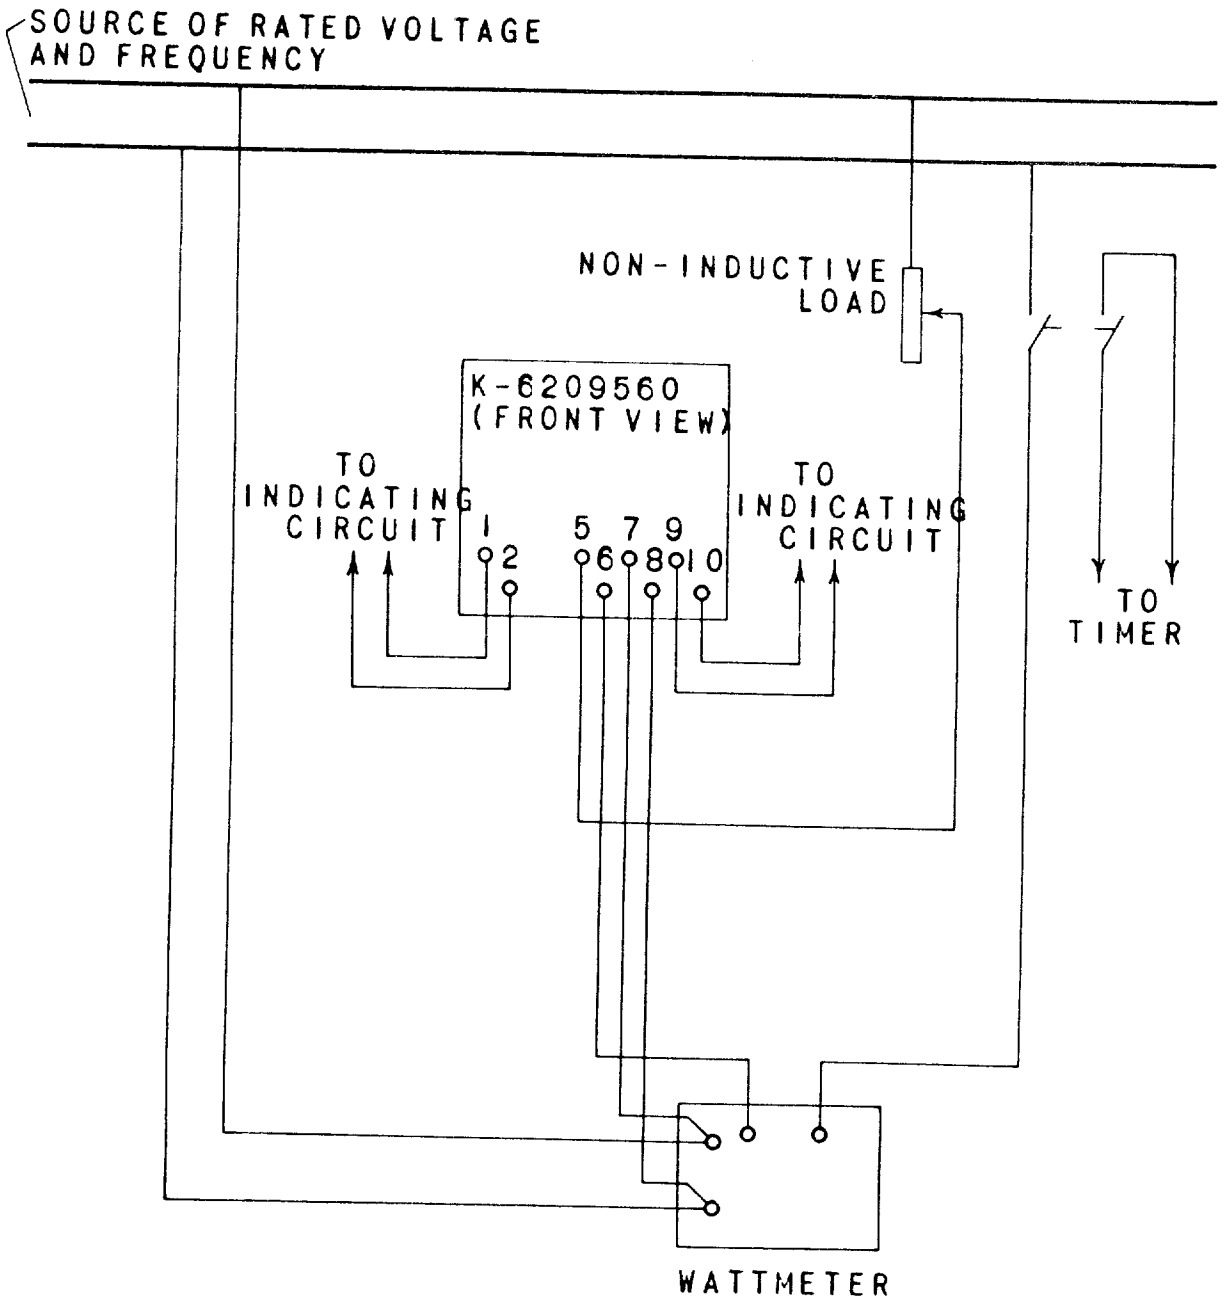 SOURCE OF RATED VOLTAGE
AND FREQUENCY
NON-INDUCTIVE
LOAD
K-6209560
(FRONT VIEW)
TO
INDICATING
CIRCUIT
TO
INDICATING
CIRCUIT
1
2
5
6
7
8
9
10
TO
TIMER
WATTMETER